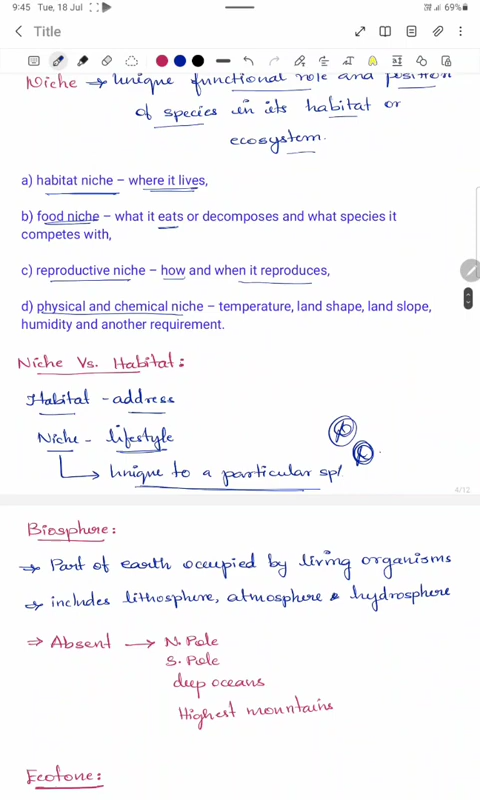 9:45 Tue, 18 Jul
69%
Title
Niche → Unique functional role and position
of species in its habitat or
ecosystem.
a) habitat niche – where it lives,
b) food niche – what it eats or decomposes and what species it
competes with,
c) reproductive niche – how and when it reproduces,
d) physical and chemical niche – temperature, land shape, land slope,
humidity and another requirement.
Niche Vs. Habitat:
Habitat - address
Niche - lifestyle
→ Unique to a particular spl
4/12
Biosphere:
→ Part of earth occupied by living organisms
→ includes lithosphere, atmosphere & hydrosphere
⇒ Absent → N. Pole
S. Pole
deep oceans
Highest mountains
Ecotone: